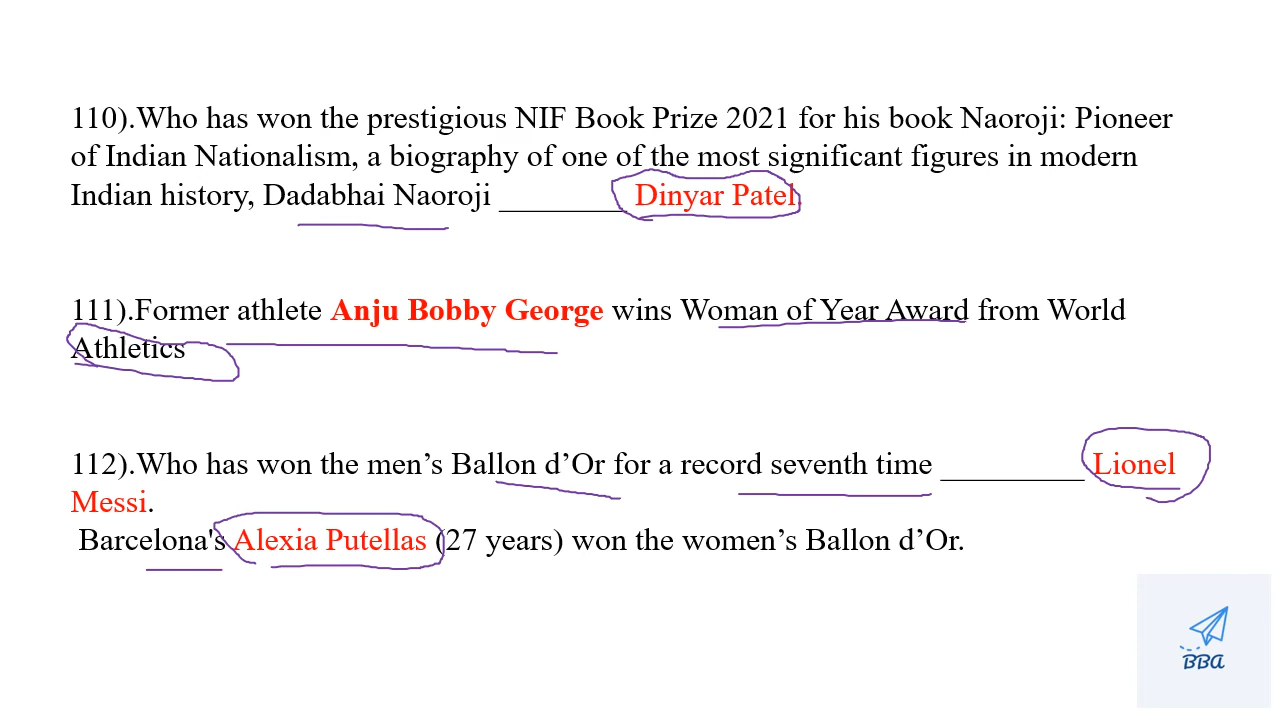 110).Who has won the prestigious NIF Book Prize 2021 for his book Naoroji: Pioneer
of Indian Nationalism, a biography of one of the most significant figures in modern
Indian history, Dadabhai Naoroji ________ Dinyar Patel.
111).Former athlete Anju Bobby George wins Woman of Year Award from World
Athletics
112).Who has won the men’s Ballon d’Or for a record seventh time _________ Lionel
Messi.
Barcelona's Alexia Putellas (27 years) won the women’s Ballon d’Or.
BBA